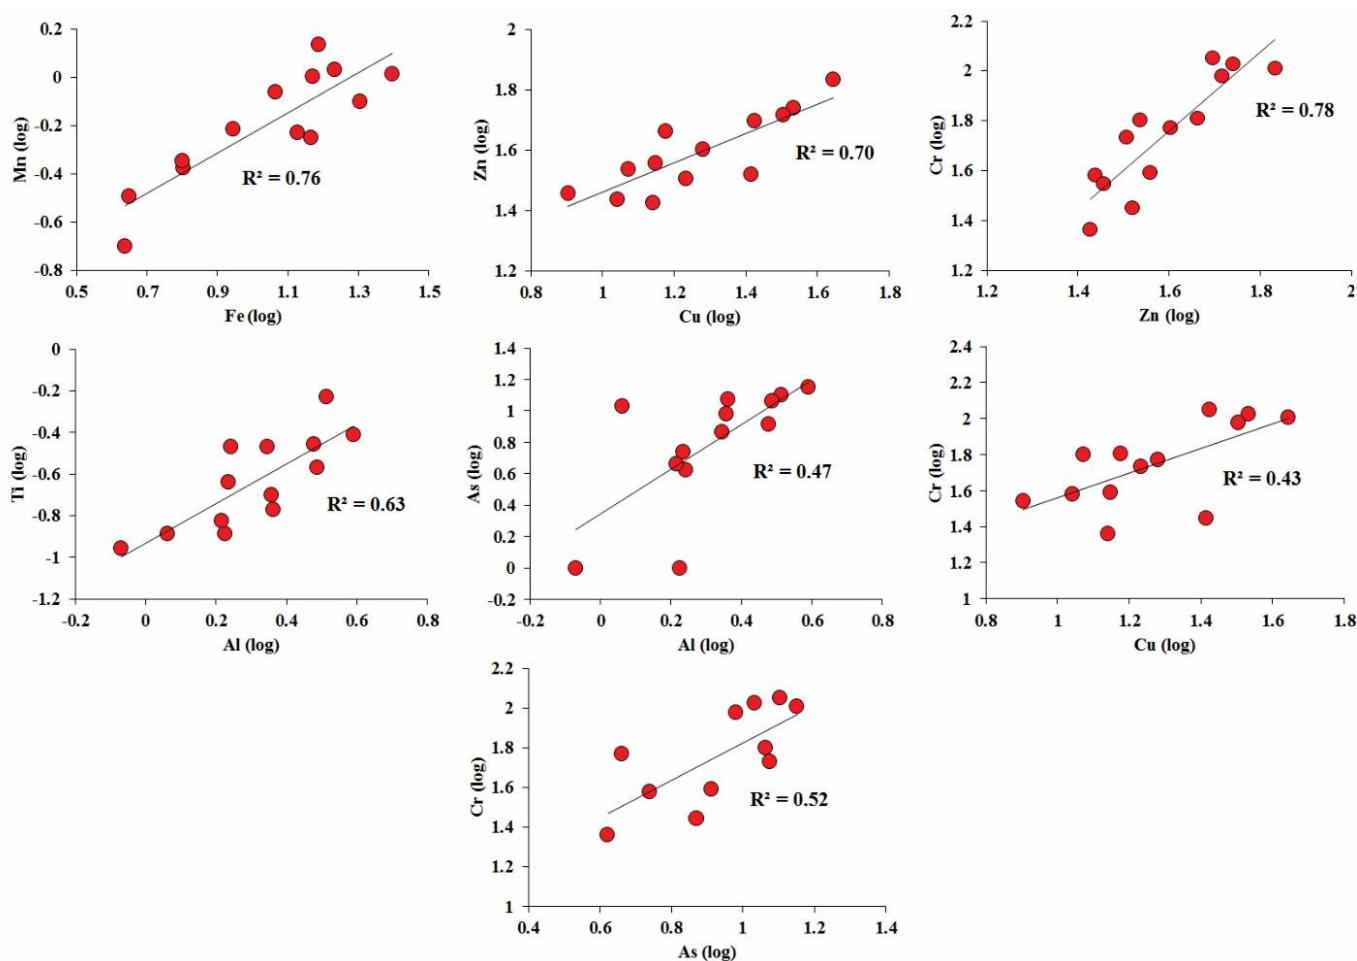 0.2
0
-0.2
-0.4
-0.6
-0.8
Mn (log)
R² = 0.76
0.5 0.7 0.9 1.1 1.3 1.5
Fe (log)
2
1.8
1.6
1.4
1.2
Zn (log)
R² = 0.70
0.8 1 1.2 1.4 1.6 1.8
Cu (log)
2.2
2
1.8
1.6
1.4
1.2
Cr (log)
R² = 0.78
1.2 1.4 1.6 1.8 2
Zn (log)
0
-0.2
-0.4
-0.6
-0.8
-1
-1.2
Ti (log)
R² = 0.63
-0.2 0 0.2 0.4 0.6 0.8
Al (log)
1.4
1.2
1
0.8
0.6
0.4
0.2
0
-0.2
As (log)
R² = 0.47
-0.2 0 0.2 0.4 0.6 0.8
Al (log)
2.4
2.2
2
1.8
1.6
1.4
1.2
1
Cr (log)
R² = 0.43
0.8 1 1.2 1.4 1.6 1.8
Cu (log)
2.2
2
1.8
1.6
1.4
1.2
1
Cr (log)
R² = 0.52
0.4 0.6 0.8 1 1.2 1.4
As (log)